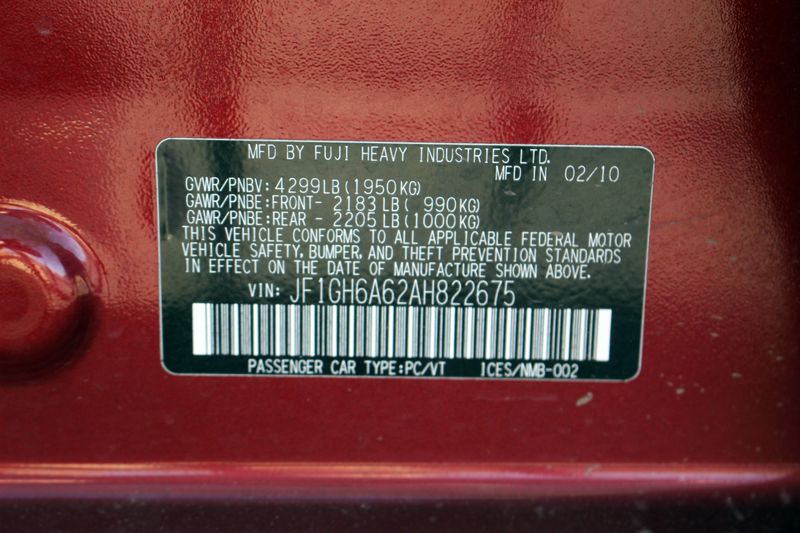 MFD BY FUJI HEAVY INDUSTRIES LTD.
MFD IN 02/10
GVWR/PNBV: 4299LB(1950KG)
GAWR/PNBE:FRONT- 2183LB( 990KG)
GAWR/PNBE:REAR - 2205LB(1000KG)
THIS VEHICLE CONFORMS TO ALL APPLICABLE FEDERAL MOTOR
VEHICLE SAFETY, BUMPER, AND THEFT PREVENTION STANDARDS
IN EFFECT ON THE DATE OF MANUFACTURE SHOWN ABOVE.
VIN: JF1GH6A62AH822675
PASSENGER CAR TYPE:PC/VT ICES/NMB-002